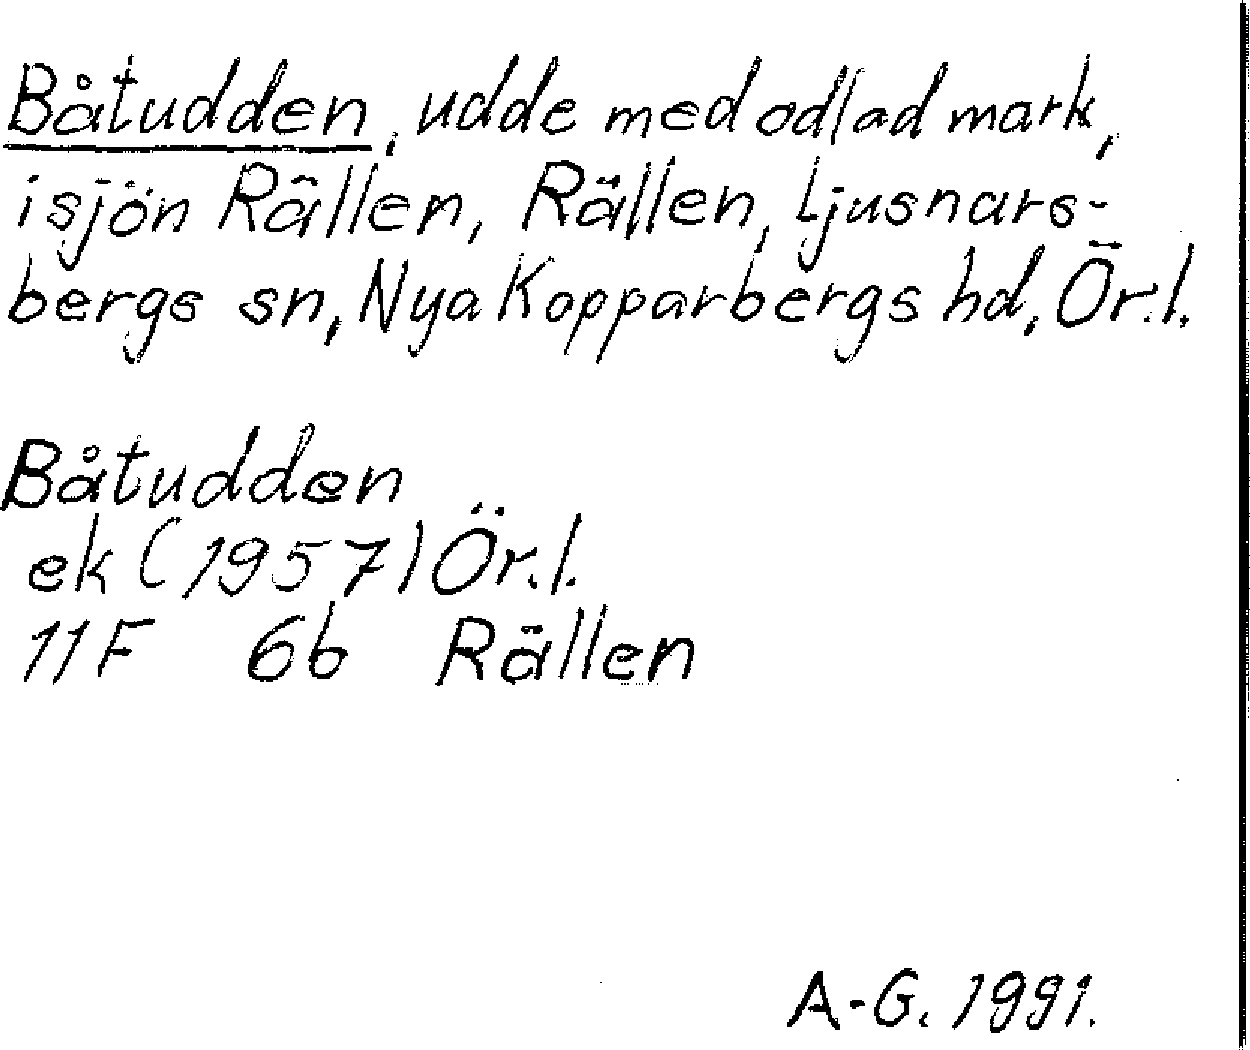 Båtudden, udde med odlad mark,
i sjön Rällen, Rällen, Ljusnars-
bergs sn, Nya Kopparbergs hd, Ör.l.
Båtudden
ek (1957) Ör.l.
11F 6b Rällen
A-G. 1991.